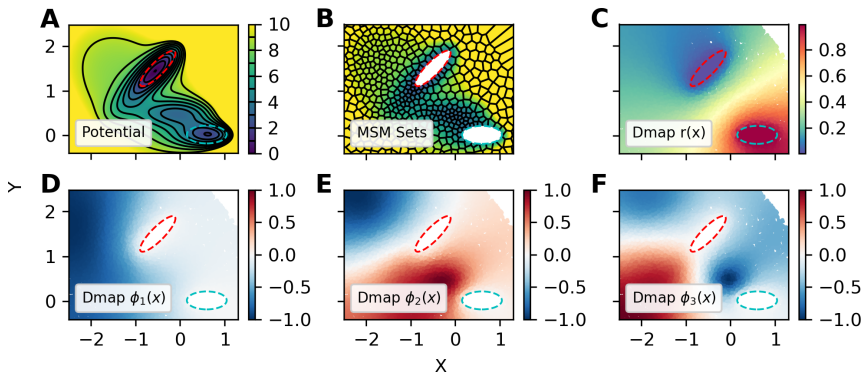 A
B
C
2
1
0
Potential
10
8
6
4
2
0
MSM Sets
Dmap r(x)
0.8
0.6
0.4
0.2
Y
D
E
F
2
1
0
Dmap ϕ₁(x)
−2 −1 0 1
1.0
0.5
0.0
−0.5
−1.0
Dmap ϕ₂(x)
−2 −1 0 1
1.0
0.5
0.0
−0.5
−1.0
Dmap ϕ₃(x)
−2 −1 0 1
1.0
0.5
0.0
−0.5
−1.0
X